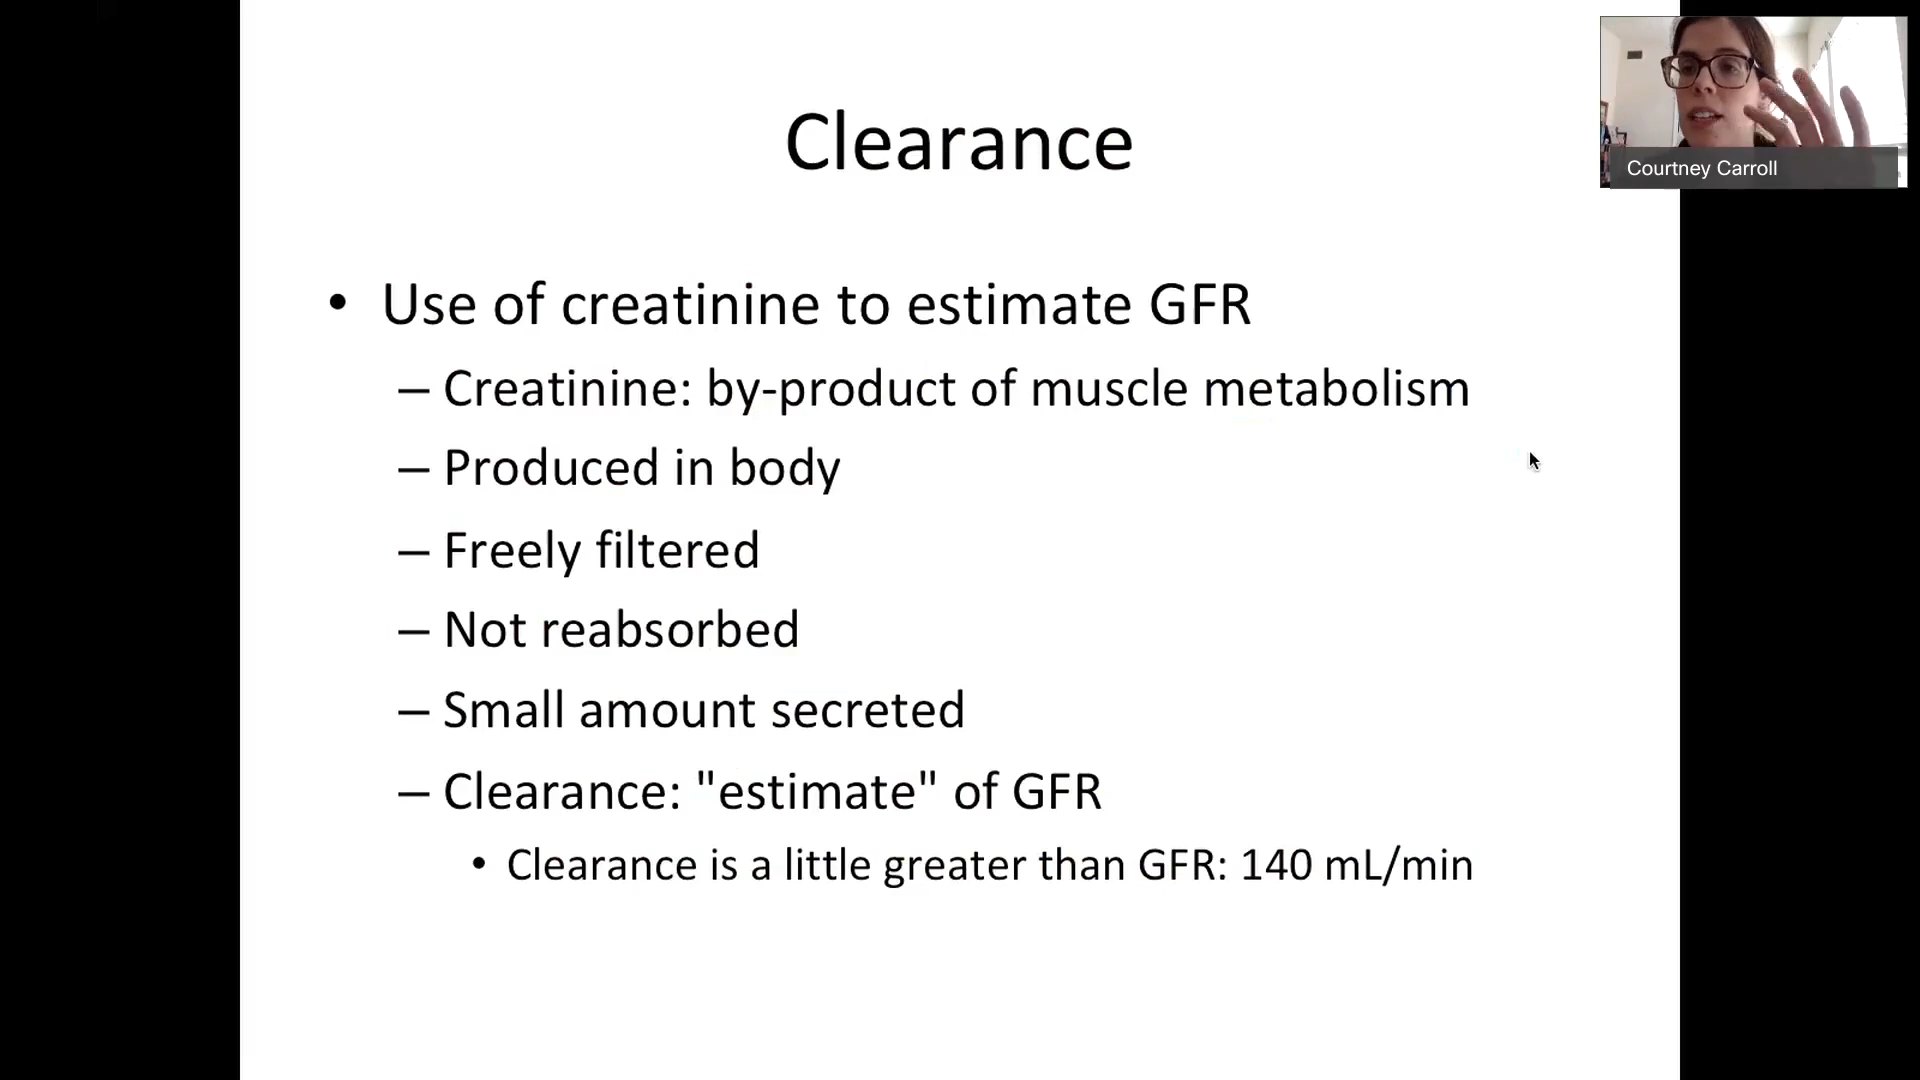 Clearance
Courtney Carroll
• Use of creatinine to estimate GFR
– Creatinine: by-product of muscle metabolism
– Produced in body
– Freely filtered
– Not reabsorbed
– Small amount secreted
– Clearance: "estimate" of GFR
• Clearance is a little greater than GFR: 140 mL/min